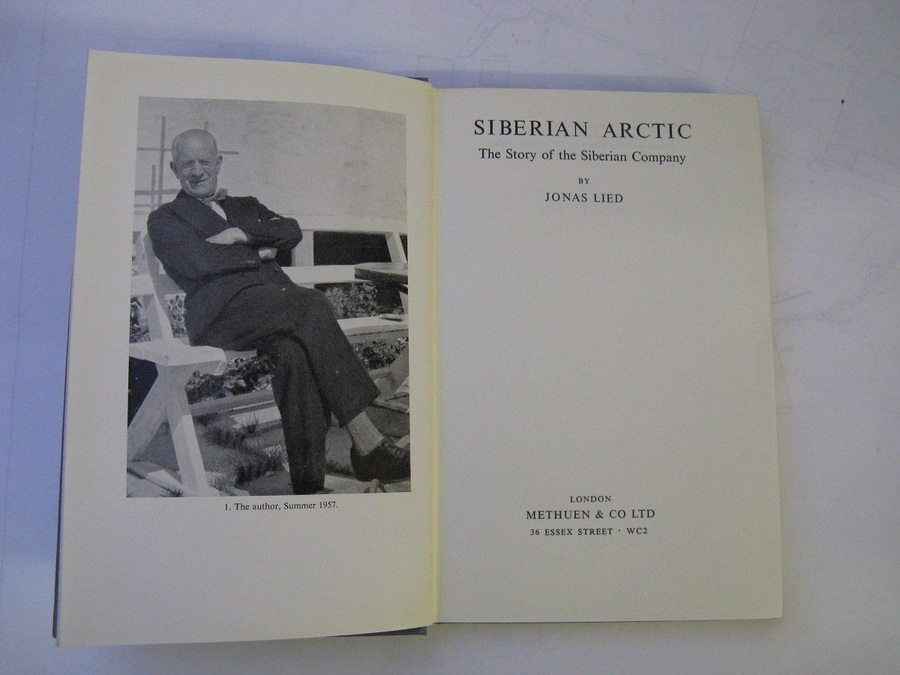 1. The author, Summer 1957.
SIBERIAN ARCTIC
The Story of the Siberian Company
BY
JONAS LIED
LONDON
METHUEN & CO LTD
36 ESSEX STREET · WC2